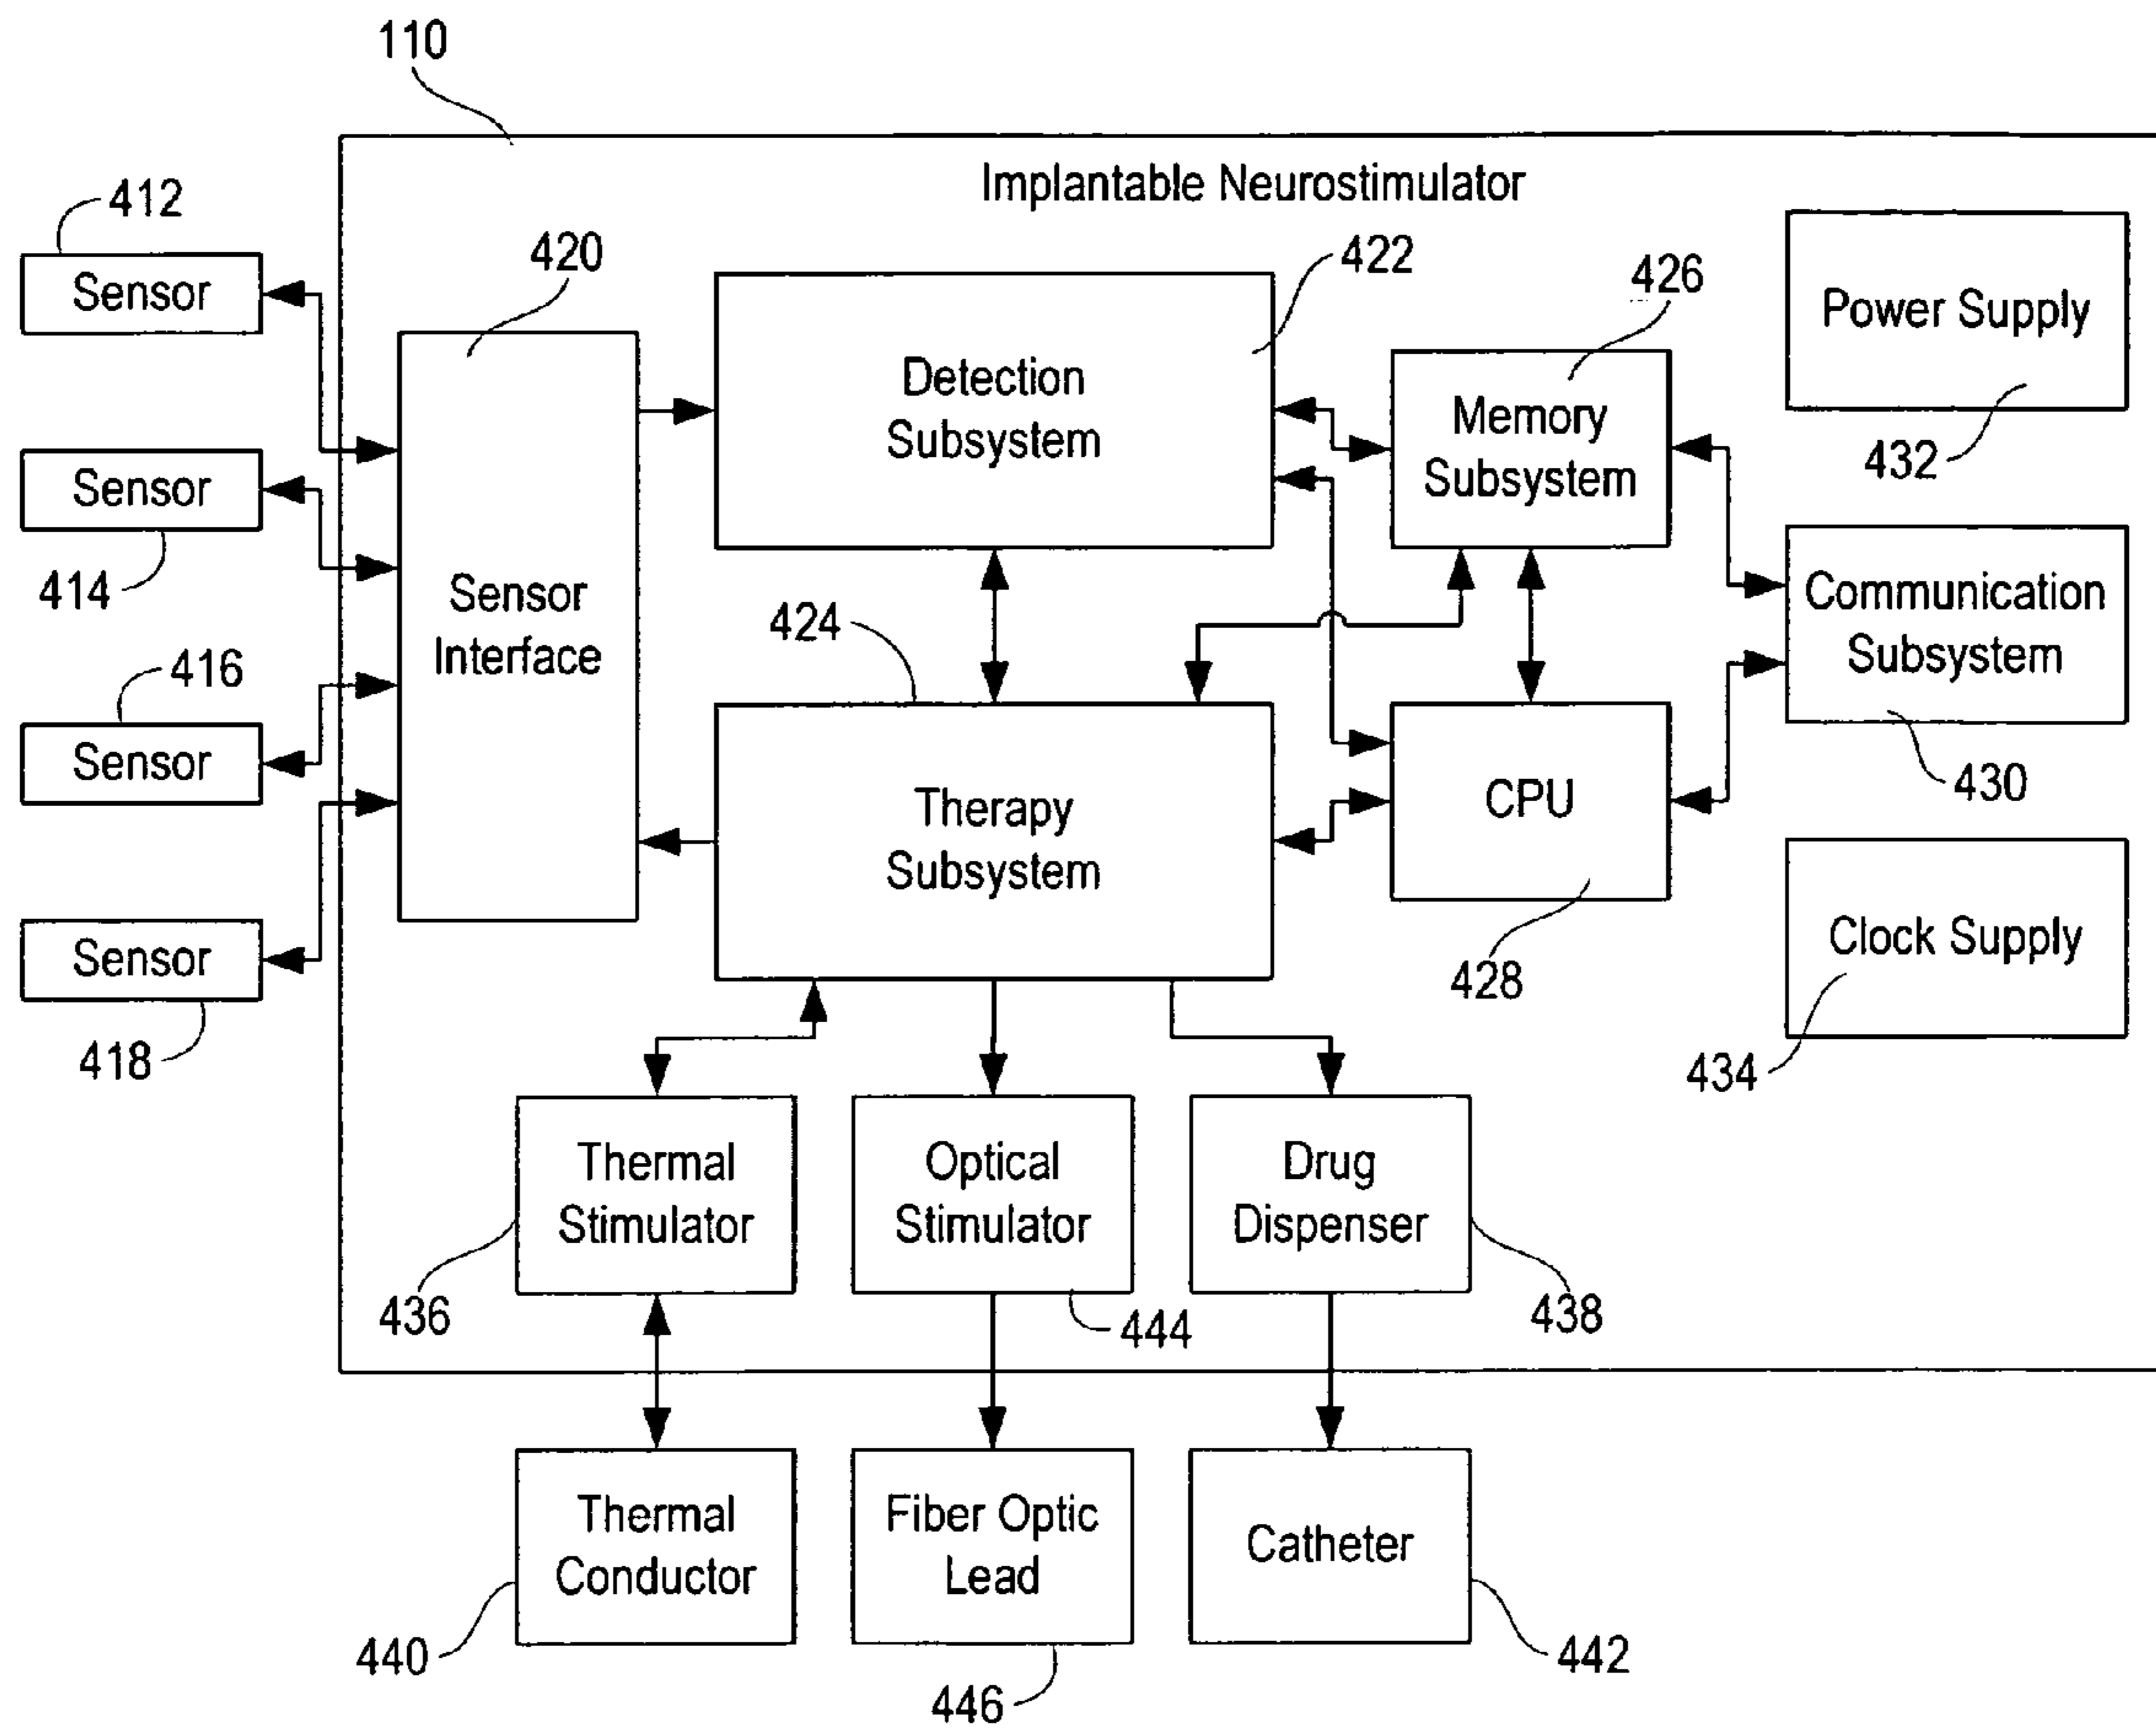 110
Implantable Neurostimulator
412
Sensor
414
Sensor
416
Sensor
418
Sensor
420
Sensor
Interface
422
Detection
Subsystem
424
Therapy
Subsystem
426
Memory
Subsystem
428
CPU
Power Supply
432
Communication
Subsystem
430
Clock Supply
434
Thermal
Stimulator
436
Optical
Stimulator
444
Drug
Dispenser
438
Thermal
Conductor
440
Fiber Optic
Lead
446
Catheter
442